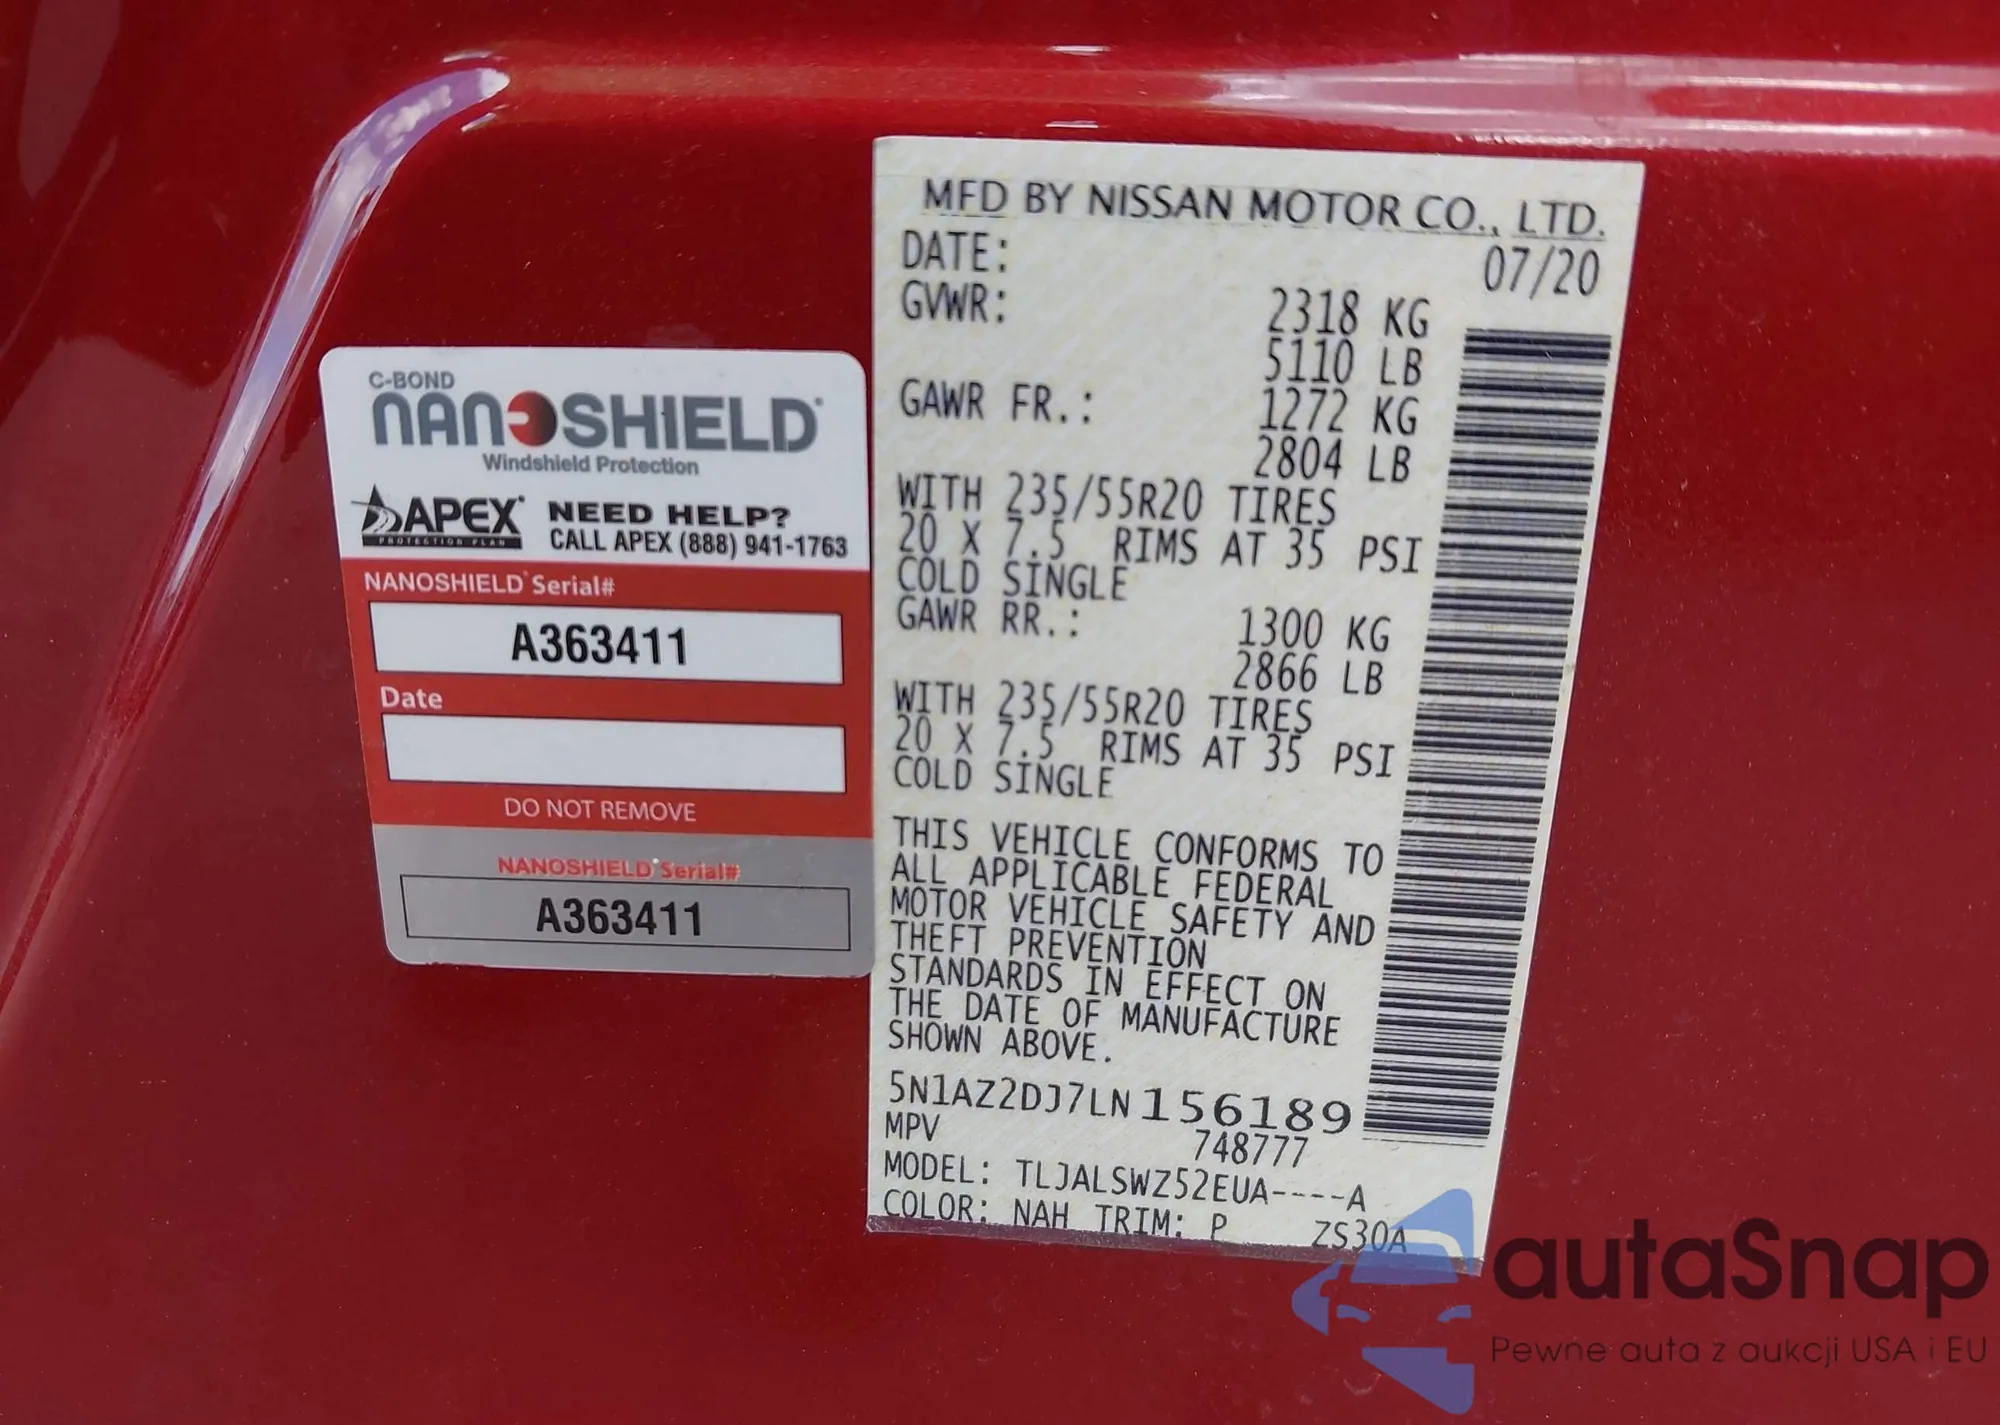 C-BOND
NANOSHIELD®
Windshield Protection
APEX®
PROTECTION PLAN
NEED HELP?
CALL APEX (888) 941-1763
NANOSHIELD® Serial#
A363411
Date
DO NOT REMOVE
NANOSHIELD® Serial#
A363411
MFD BY NISSAN MOTOR CO., LTD.
DATE: 07/20
GVWR: 2318 KG
5110 LB
GAWR FR.: 1272 KG
2804 LB
WITH 235/55R20 TIRES
20 X 7.5 RIMS AT 35 PSI
COLD SINGLE
GAWR RR.: 1300 KG
2866 LB
WITH 235/55R20 TIRES
20 X 7.5 RIMS AT 35 PSI
COLD SINGLE
THIS VEHICLE CONFORMS TO
ALL APPLICABLE FEDERAL
MOTOR VEHICLE SAFETY AND
THEFT PREVENTION
STANDARDS IN EFFECT ON
THE DATE OF MANUFACTURE
SHOWN ABOVE.
5N1AZ2DJ7LN156189
MPV 748777
MODEL: TLJALSWZ52EUA----A
COLOR: NAH TRIM: P ZS30A
autaSnap
Pewne auta z aukcji USA i EU